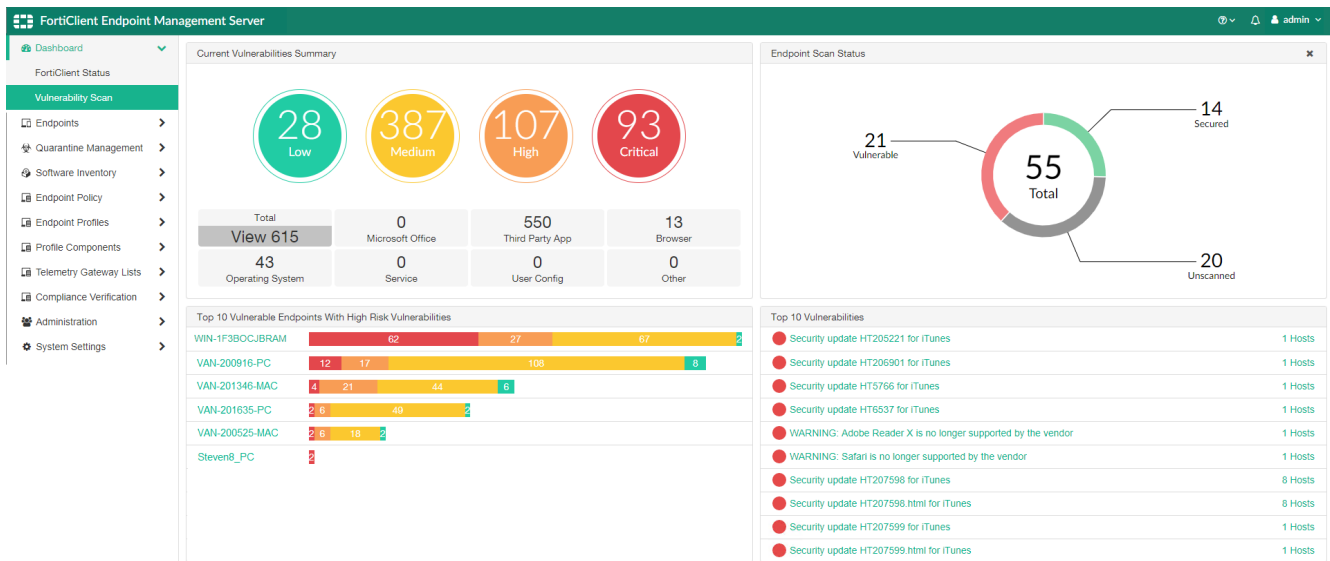 FortiClient Endpoint Management Server
admin
Dashboard
FortiClient Status
Vulnerability Scan
Endpoints
Quarantine Management
Software Inventory
Endpoint Policy
Endpoint Profiles
Profile Components
Telemetry Gateway Lists
Compliance Verification
Administration
System Settings
Current Vulnerabilities Summary
28 387 107 93
Low Medium High Critical
Total 0 550 13
View 615 Microsoft Office Third Party App Browser
43 0 0 0
Operating System Service User Config Other
Endpoint Scan Status
14
Secured
21
Vulnerable
55
Total
20
Unscanned
Top 10 Vulnerable Endpoints With High Risk Vulnerabilities
WIN-1F3BOCJBRAM 62 27 67 2
VAN-200916-PC 12 17 108 8
VAN-201346-MAC 4 21 44 6
VAN-201635-PC 2 6 49 2
VAN-200525-MAC 2 6 18 2
Steven8_PC 2
Top 10 Vulnerabilities
Security update HT205221 for iTunes 1 Hosts
Security update HT206901 for iTunes 1 Hosts
Security update HT5766 for iTunes 1 Hosts
Security update HT6537 for iTunes 1 Hosts
WARNING: Adobe Reader X is no longer supported by the vendor 1 Hosts
WARNING: Safari is no longer supported by the vendor 1 Hosts
Security update HT207598 for iTunes 8 Hosts
Security update HT207598.html for iTunes 8 Hosts
Security update HT207599 for iTunes 1 Hosts
Security update HT207599.html for iTunes 1 Hosts